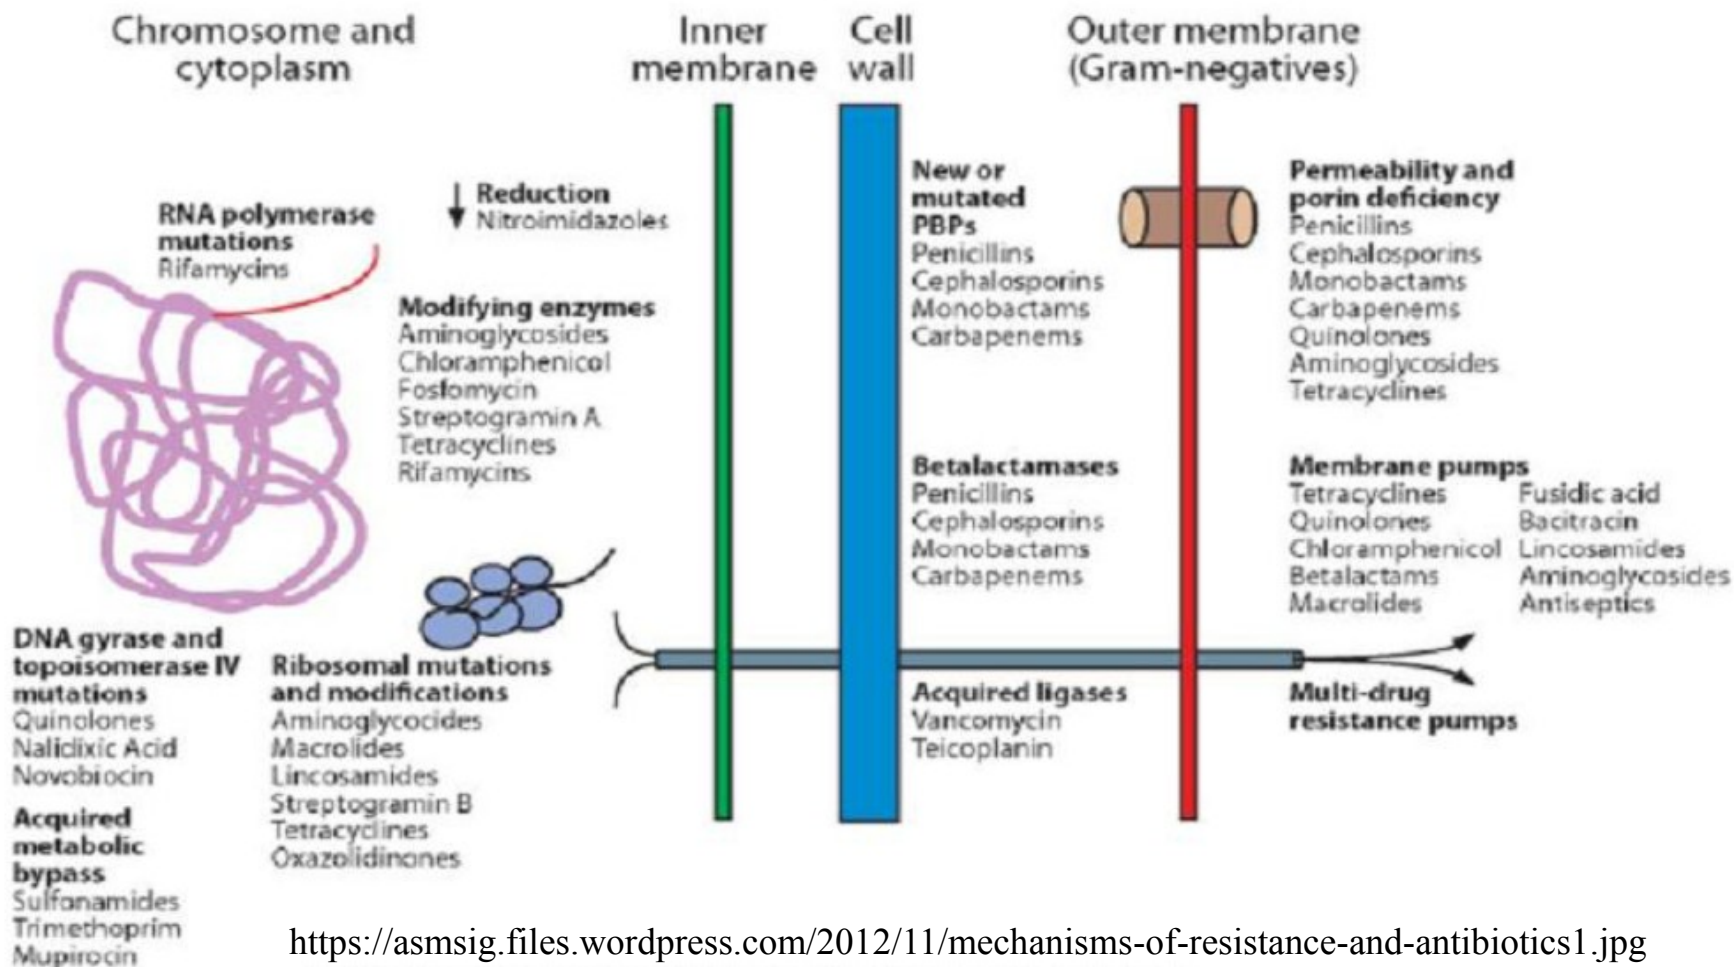 Chromosome and
cytoplasm
Inner
membrane
Cell
wall
Outer membrane
(Gram-negatives)
RNA polymerase
mutations
Rifamycins
Reduction
Nitroimidazoles
Modifying enzymes
Aminoglycosides
Chloramphenicol
Fosfomycin
Streptogramin A
Tetracyclines
Rifamycins
New or
mutated
PBPs
Penicillins
Cephalosporins
Monobactams
Carbapenems
Permeability and
porin deficiency
Penicillins
Cephalosporins
Monobactams
Carbapenems
Quinolones
Aminoglycosides
Tetracyclines
Betalactamases
Penicillins
Cephalosporins
Monobactams
Carbapenems
Membrane pumps
Tetracyclines
Quinolones
Chloramphenicol
Betalactams
Macrolides
Fusidic acid
Bacitracin
Lincosamides
Aminoglycosides
Antiseptics
DNA gyrase and
topoisomerase IV
mutations
Quinolones
Nalidixic Acid
Novobiocin
Ribosomal mutations
and modifications
Aminoglycocides
Macrolides
Lincosamides
Streptogramin B
Tetracyclines
Oxazolidinones
Acquired ligases
Vancomycin
Teicoplanin
Multi-drug
resistance pumps
Acquired
metabolic
bypass
Sulfonamides
Trimethoprim
Mupirocin
https://asmsig.files.wordpress.com/2012/11/mechanisms-of-resistance-and-antibiotics1.jpg